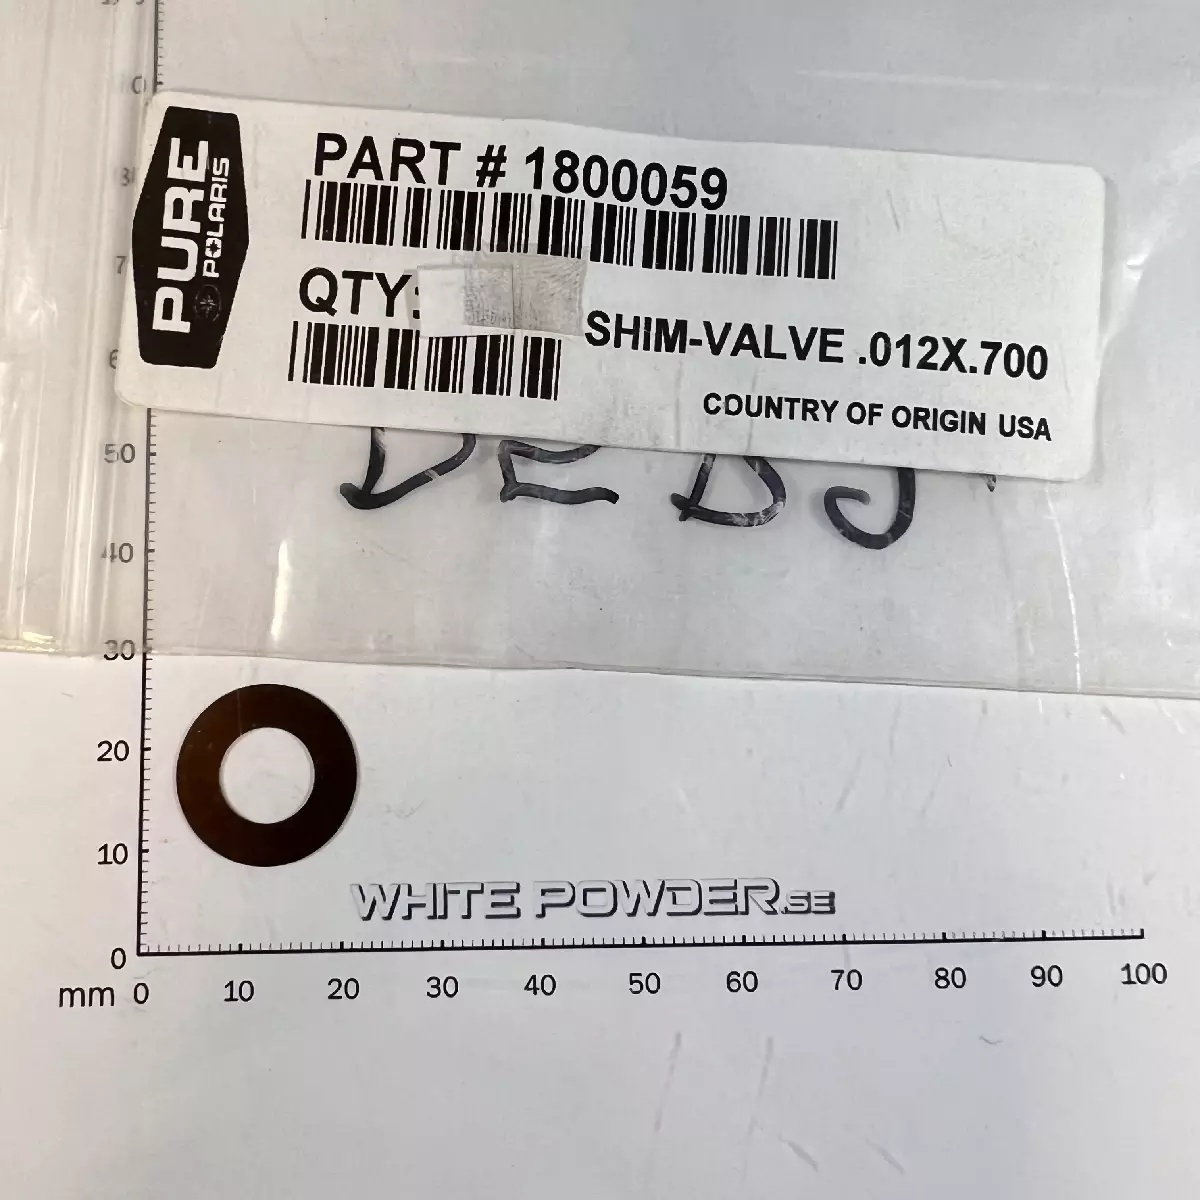 PURE
POLARIS
PART # 1800059
QTY:
SHIM-VALVE .012X.700
COUNTRY OF ORIGIN USA
50
40
30
20
10
0
WHITE POWDER.SE
mm 0 10 20 30 40 50 60 70 80 90 100